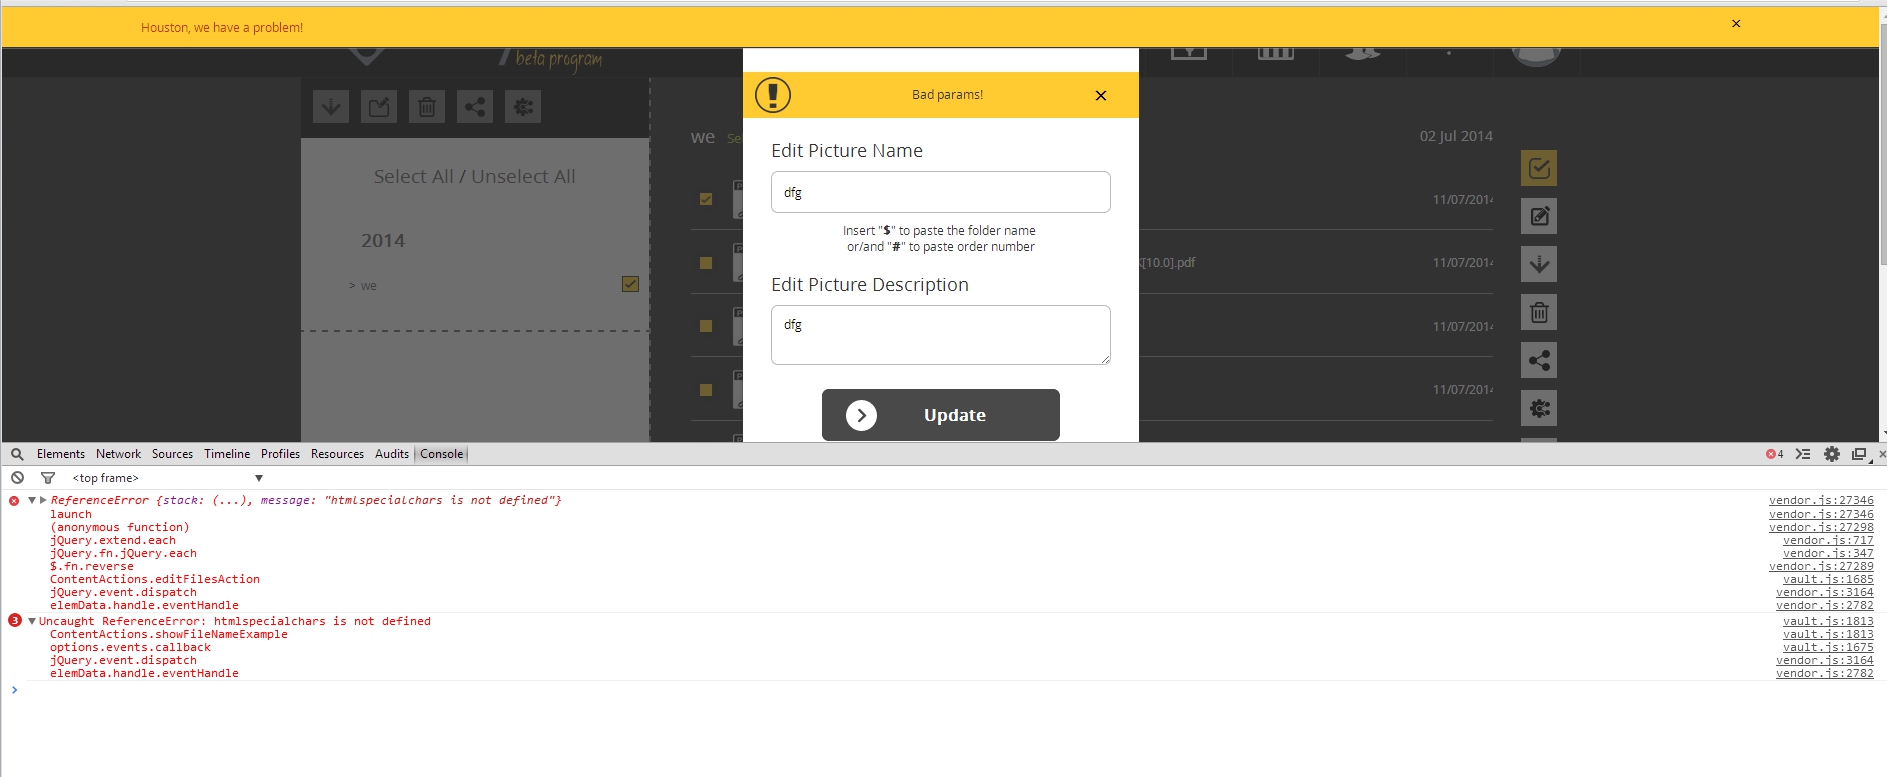 Houston, we have a problem!
beta program
Bad params!
we
02 Jul 2014
Edit Picture Name
Select All / Unselect All
dfg
11/07/2014
Insert "$" to paste the folder name
2014
or/and "#" to paste order number
[10.0].pdf
11/07/2014
> we
Edit Picture Description
dfg
11/07/2014
11/07/2014
Update
Elements Network Sources Timeline Profiles Resources Audits Console
4
<top frame>
ReferenceError {stack: (...), message: "htmlspecialchars is not defined"} vendor.js:27346
launch vendor.js:27346
(anonymous function) vendor.js:27298
jQuery.extend.each vendor.js:717
jQuery.fn.jQuery.each vendor.js:347
$.fn.reverse vendor.js:27289
ContentActions.editFilesAction vault.js:1685
jQuery.event.dispatch vendor.js:3164
elemData.handle.eventHandle vendor.js:2782
3 Uncaught ReferenceError: htmlspecialchars is not defined vault.js:1813
ContentActions.showFileNameExample vault.js:1813
options.events.callback vault.js:1675
jQuery.event.dispatch vendor.js:3164
elemData.handle.eventHandle vendor.js:2782